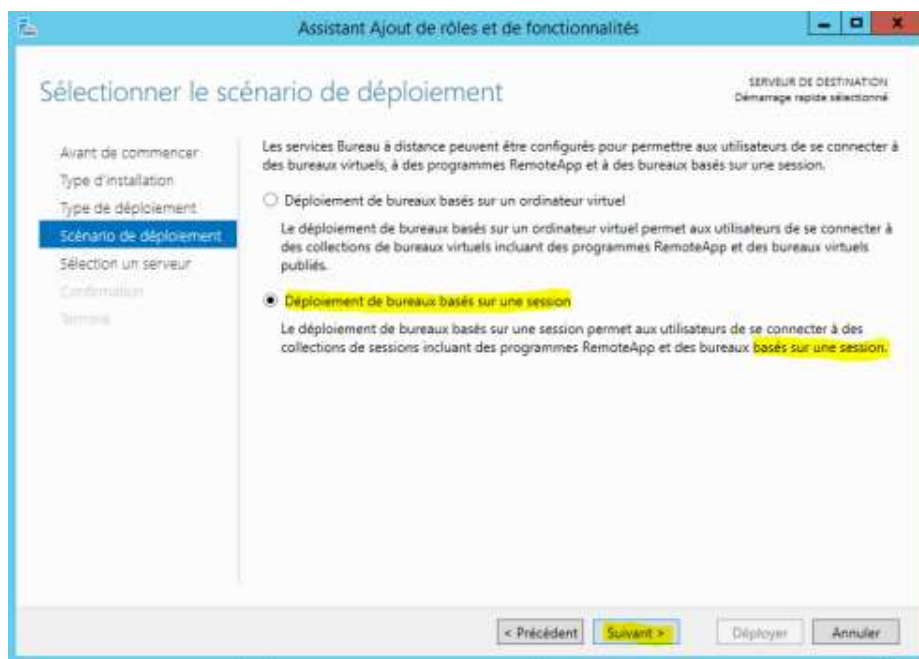 Assistant Ajout de rôles et de fonctionnalités
Sélectionner le scénario de déploiement
SERVEUR DE DESTINATION
Démarrage rapide sélectionné
Avant de commencer
Type d'installation
Type de déploiement
Scénario de déploiement
Sélection un serveur
Confirmation
Terminé
Les services Bureau à distance peuvent être configurés pour permettre aux utilisateurs de se connecter à
des bureaux virtuels, à des programmes RemoteApp et à des bureaux basés sur une session.
Déploiement de bureaux basés sur un ordinateur virtuel
Le déploiement de bureaux basés sur un ordinateur virtuel permet aux utilisateurs de se connecter à
des collections de bureaux virtuels incluant des programmes RemoteApp et des bureaux virtuels
publiés.
Déploiement de bureaux basés sur une session
Le déploiement de bureaux basés sur une session permet aux utilisateurs de se connecter à des
collections de sessions incluant des programmes RemoteApp et des bureaux basés sur une session.
< Précédent
Suivant >
Déployer
Annuler